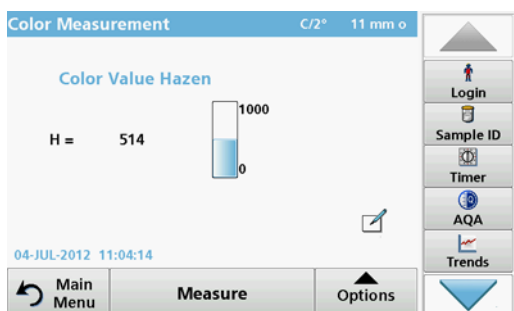 Color Measurement C/2° 11 mm o
Color Value Hazen
1000
H = 514
0
04-JUL-2012 11:04:14
Main Menu
Measure
Options
Login
Sample ID
Timer
AQA
Trends